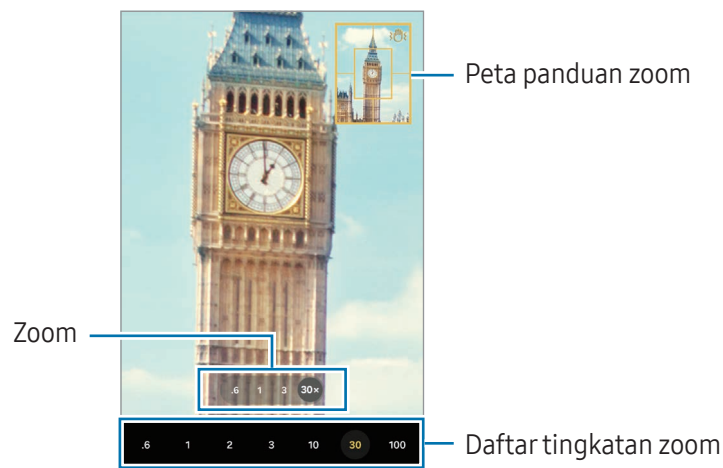 Peta panduan zoom
Zoom
.6 1 3 30×
.6 1 2 3 10 30 100
Daftar tingkatan zoom